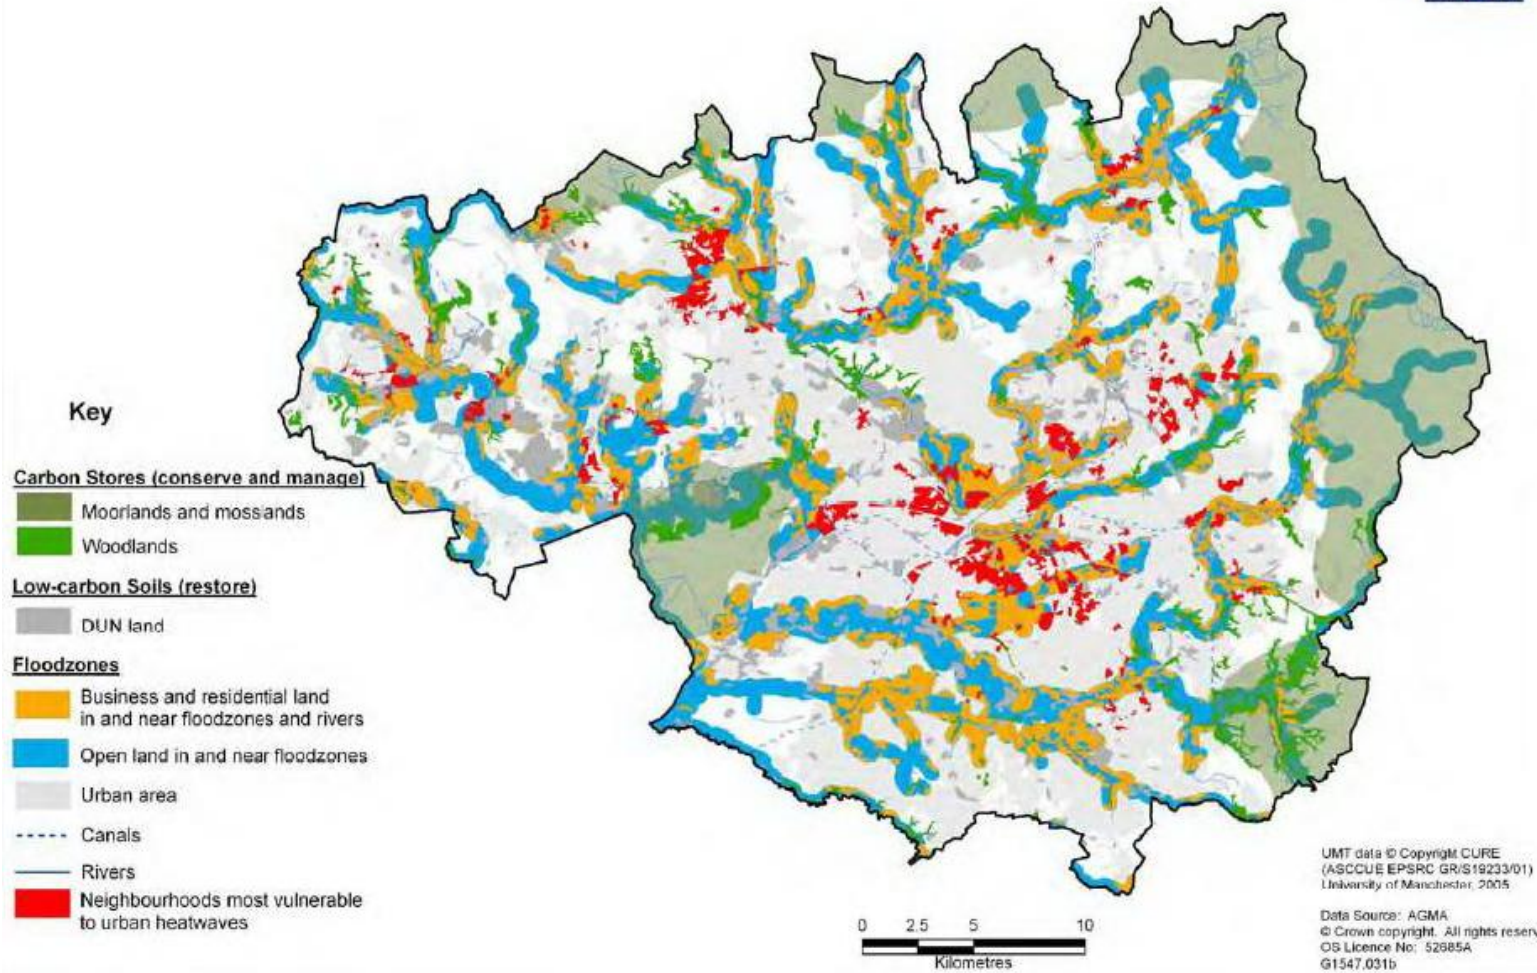 Key
Carbon Stores (conserve and manage)
Moorlands and mosslands
Woodlands
Low-carbon Soils (restore)
DUN land
Floodzones
Business and residential land
in and near floodzones and rivers
Open land in and near floodzones
Urban area
Canals
Rivers
Neighbourhoods most vulnerable
to urban heatwaves
0 2.5 5 10
Kilometres
UMT data © Copyright CURE
(ASCCUE EPSRC GR/S19233/01)
University of Manchester, 2005
Data Source: AGMA
© Crown copyright. All rights reserv
OS Licence No: 52685A
G1547.031b